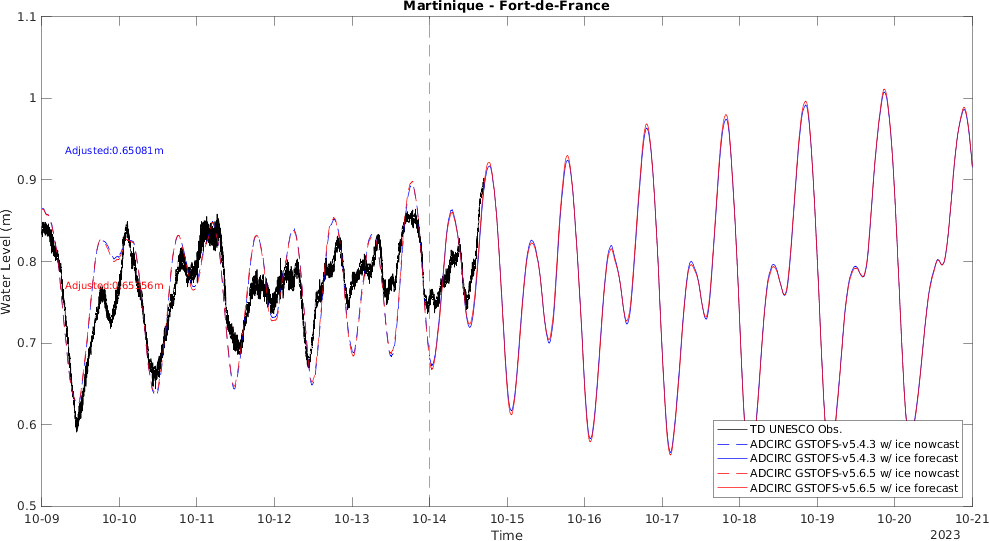 Martinique - Fort-de-France
1.1
1
0.9
0.8
0.7
0.6
0.5
Water Level (m)
Adjusted:0.65081m
Adjusted:0.65356m
TD UNESCO Obs.
ADCIRC GSTOFS-v5.4.3 w/ ice nowcast
ADCIRC GSTOFS-v5.4.3 w/ ice forecast
ADCIRC GSTOFS-v5.6.5 w/ ice nowcast
ADCIRC GSTOFS-v5.6.5 w/ ice forecast
10-09 10-10 10-11 10-12 10-13 10-14 10-15 10-16 10-17 10-18 10-19 10-20 10-21
Time
2023